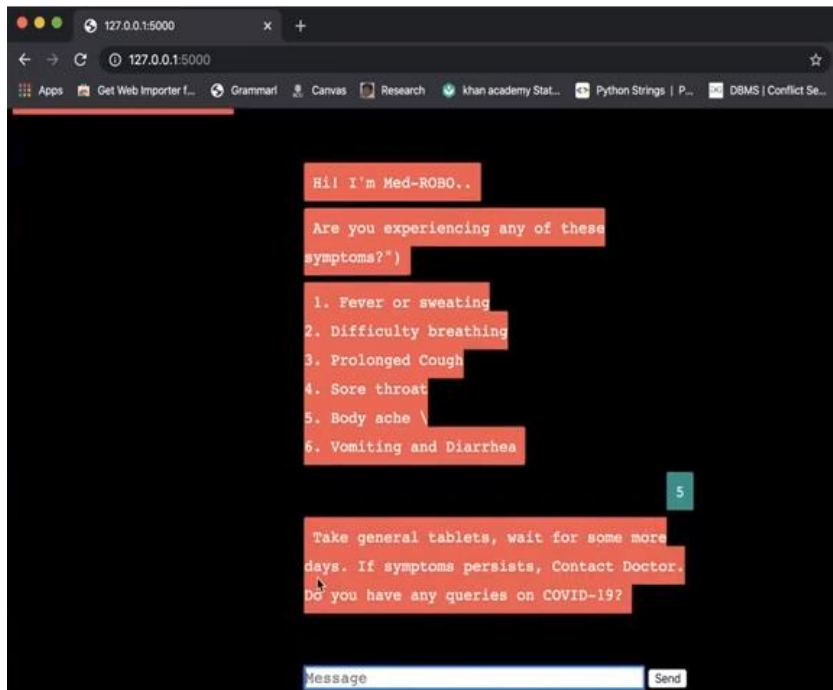 127.0.0.1:5000
127.0.0.1:5000
Apps Get Web Importer f... Grammarl Canvas Research khan academy Stat... Python Strings | P... DBMS | Conflict Se...
Hi! I'm Med-ROBO..
Are you experiencing any of these
symptoms?")
1. Fever or sweating
2. Difficulty breathing
3. Prolonged Cough
4. Sore throat
5. Body ache \
6. Vomiting and Diarrhea
5
Take general tablets, wait for some more
days. If symptoms persists, Contact Doctor.
Do you have any queries on COVID-19?
Message Send